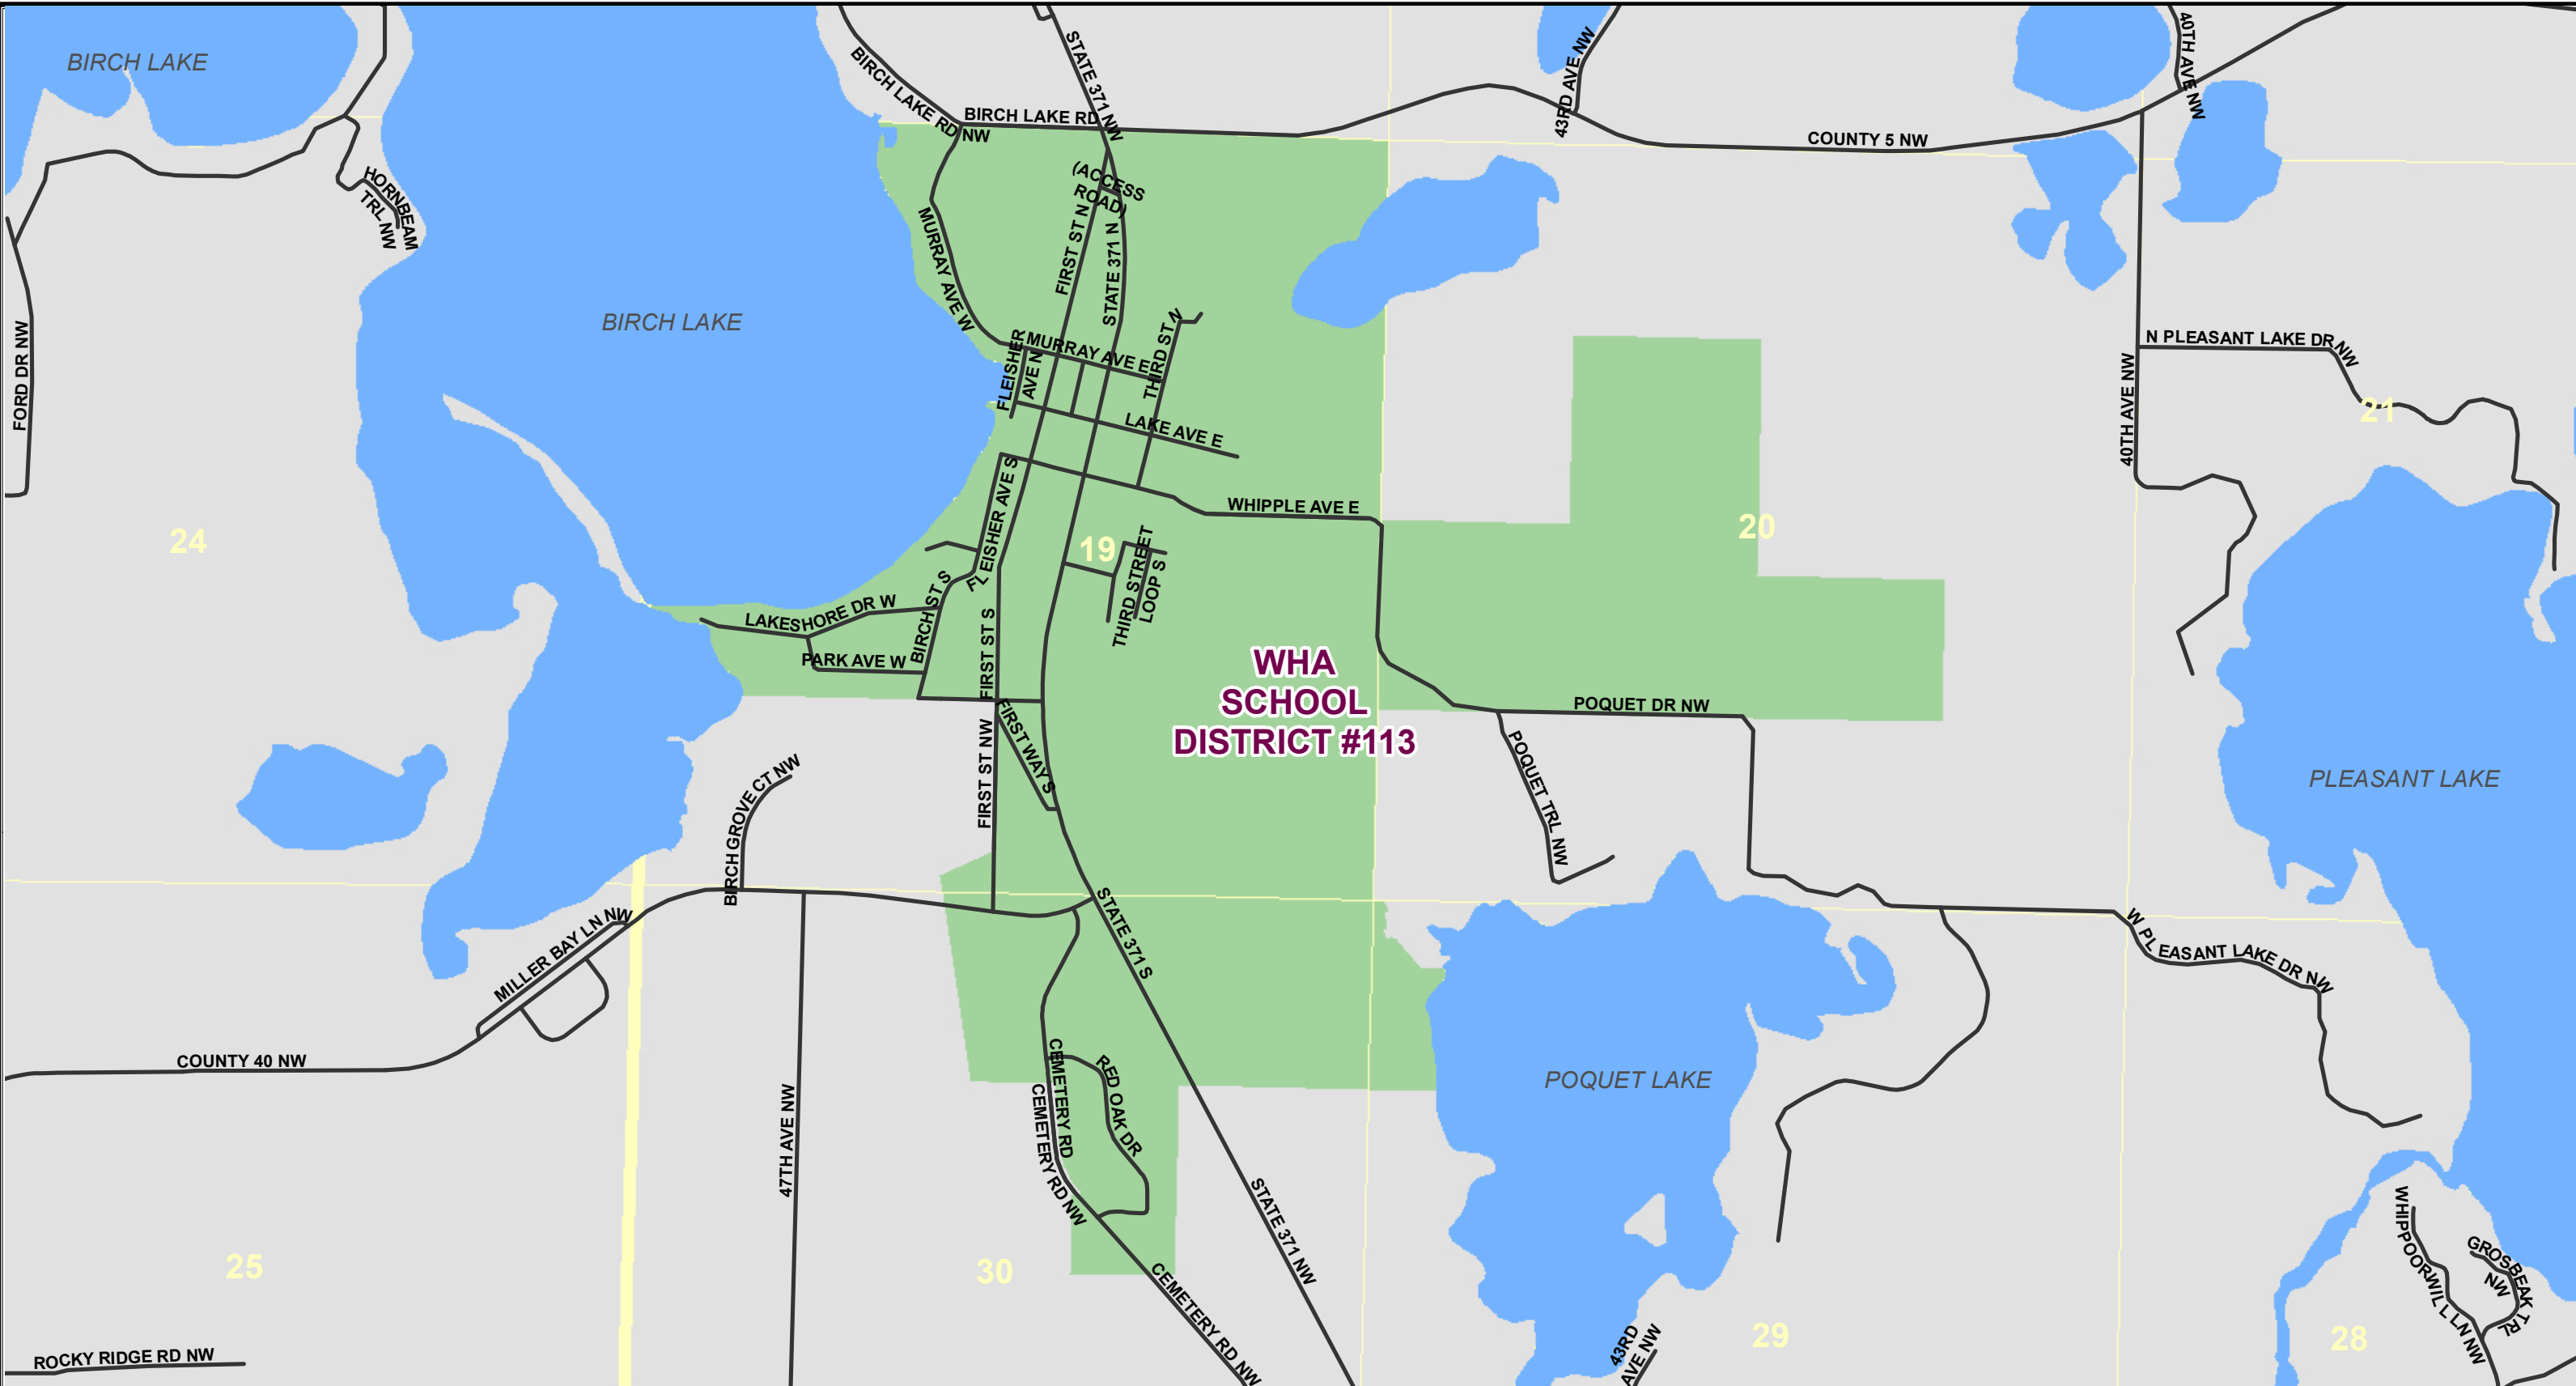 BIRCH LAKE
BIRCH LAKE RD NW
BIRCH LAKE RD
STATE 371 NW
43RD AVE NW
COUNTY 5 NW
40TH AVE NW
HORNBEAM
TRL NW
(ACCESS
ROAD)
MURRAY AVE W
FIRST ST N
STATE 371 N
THIRD ST N
BIRCH LAKE
FORD DR NW
FLEISHER
AVE N
MURRAY AVE E
LAKE AVE E
N PLEASANT LAKE DR NW
40TH AVE NW
21
24
FLEISHER AVE S
WHIPPLE AVE E
19
20
THIRD STREET
LOOP S
LAKESHORE DR W
BIRCH ST S
PARK AVE W
FIRST ST S
WHA
SCHOOL
DISTRICT #113
POQUET DR NW
FIRST WAY S
FIRST ST NW
POQUET TRL NW
PLEASANT LAKE
BIRCH GROVE CT NW
MILLER BAY LN NW
STATE 371 S
W PLEASANT LAKE DR NW
COUNTY 40 NW
CEMETERY RD
CEMETERY RD NW
RED OAK DR
POQUET LAKE
47TH AVE NW
STATE 371 NW
WHIPPOORWILL LN NW
GROSBEAK TRL
NW
25
30
CEMETERY RD NW
29
28
43RD
AVE NW
ROCKY RIDGE RD NW